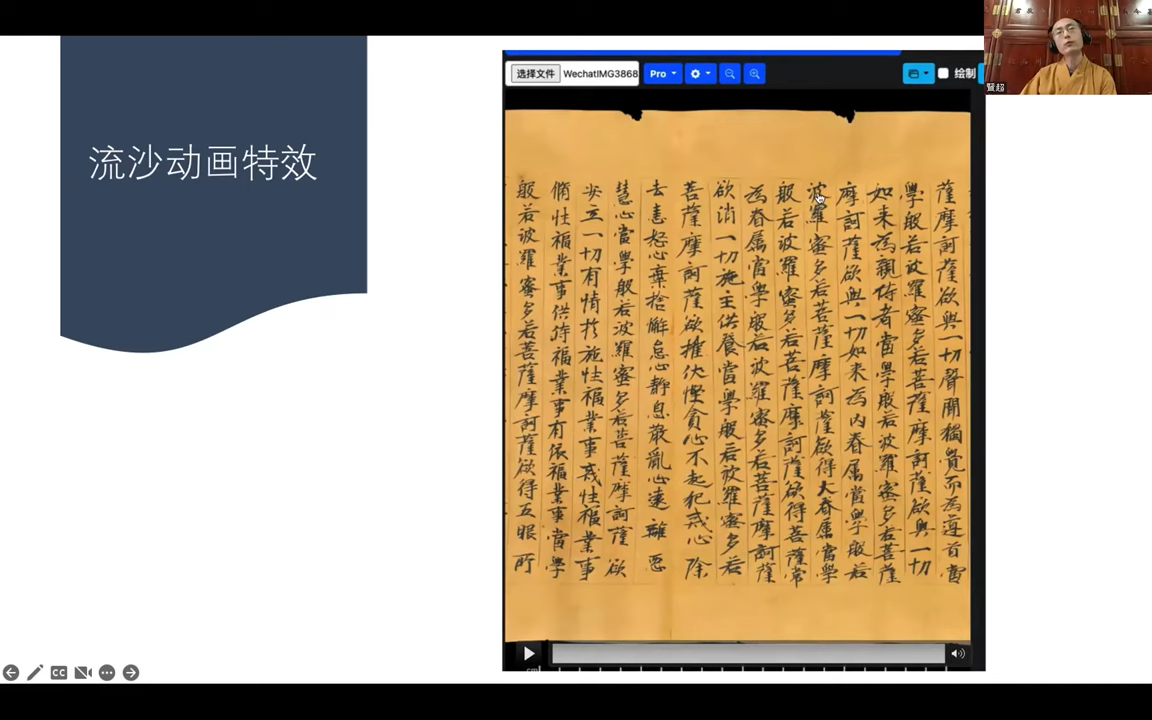 流沙动画特效
选择文件 WechatIMG3868
Pro
绘制
薩摩訶薩欲與一切聲聞獨覺而為導首當
學般若波羅蜜多若菩薩摩訶薩欲與一切
如来為親侍者當學般若波羅蜜多若菩薩
摩訶薩欲與一切如来為內眷屬當學般若
波羅蜜多若菩薩摩訶薩欲得大眷屬當學
般若波羅蜜多若菩薩摩訶薩欲得菩薩常
為眷屬當學般若波羅蜜多若菩薩摩訶薩
欲消一切施主供養當學般若波羅蜜多若
菩薩摩訶薩欲摧伏慳貪心不起犯戒心除
去恚怒心棄捨懈怠心靜息散亂心遠離惡
慧心當學般若波羅蜜多若菩薩摩訶薩欲
安立一切有情於施性福業事戒性福業事
脩性福業事供侍福業事有依福業事當學
般若波羅蜜多若菩薩摩訶薩欲得五眼所
CC
賢超